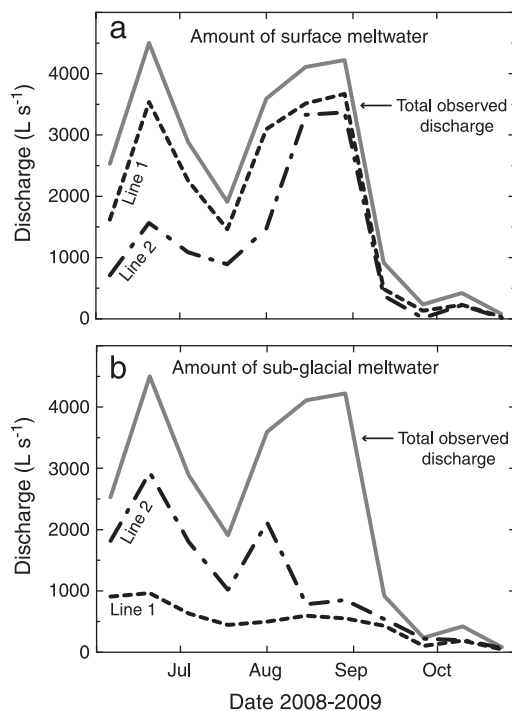 a
Amount of surface meltwater
4000
3000
2000
1000
0
Discharge (L s-1)
Line 1
Line 2
Total observed
discharge
b
Amount of sub-glacial meltwater
4000
3000
2000
1000
0
Discharge (L s-1)
Line 2
Line 1
Total observed
discharge
Jul Aug Sep Oct
Date 2008-2009